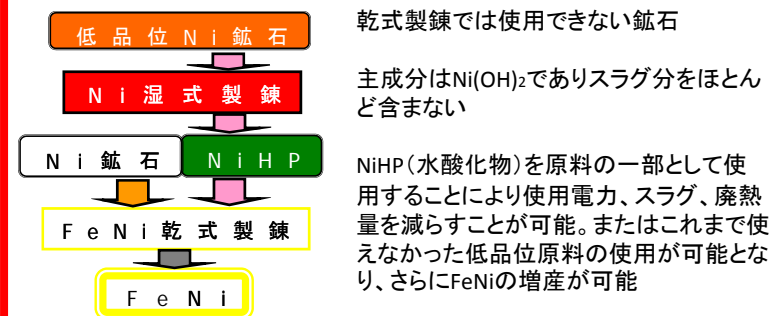 低品位Ni鉱石
Ni湿式製錬
Ni鉱石
NiHP
FeNi乾式製錬
FeNi
乾式製錬では使用できない鉱石
主成分はNi(OH)₂でありスラグ分をほとん
ど含まない
NiHP(水酸化物)を原料の一部として使
用することにより使用電力、スラグ、廃熱
量を減らすことが可能。またはこれまで使
えなかった低品位原料の使用が可能とな
り、さらにFeNiの増産が可能